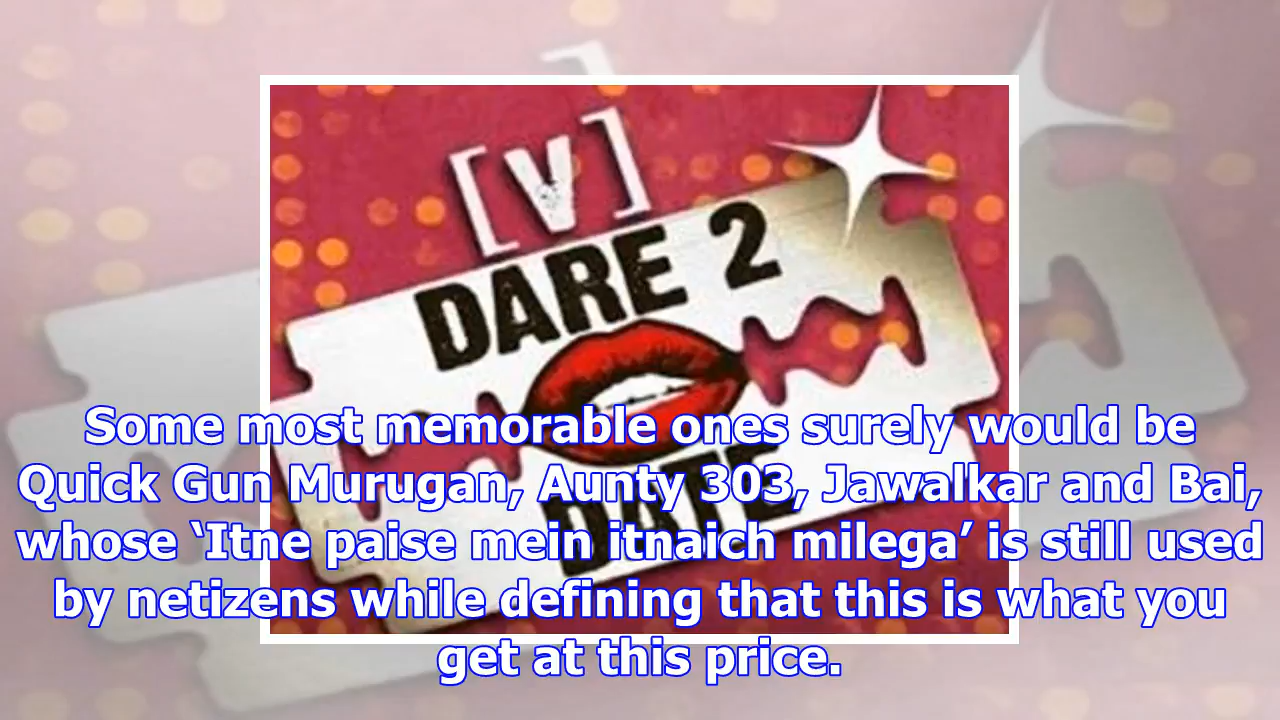 [V]
DARE 2
DATE
Some most memorable ones surely would be
Quick Gun Murugan, Aunty 303, Jawalkar and Bai,
whose ‘Itne paise mein itnaich milega’ is still used
by netizens while defining that this is what you
get at this price.